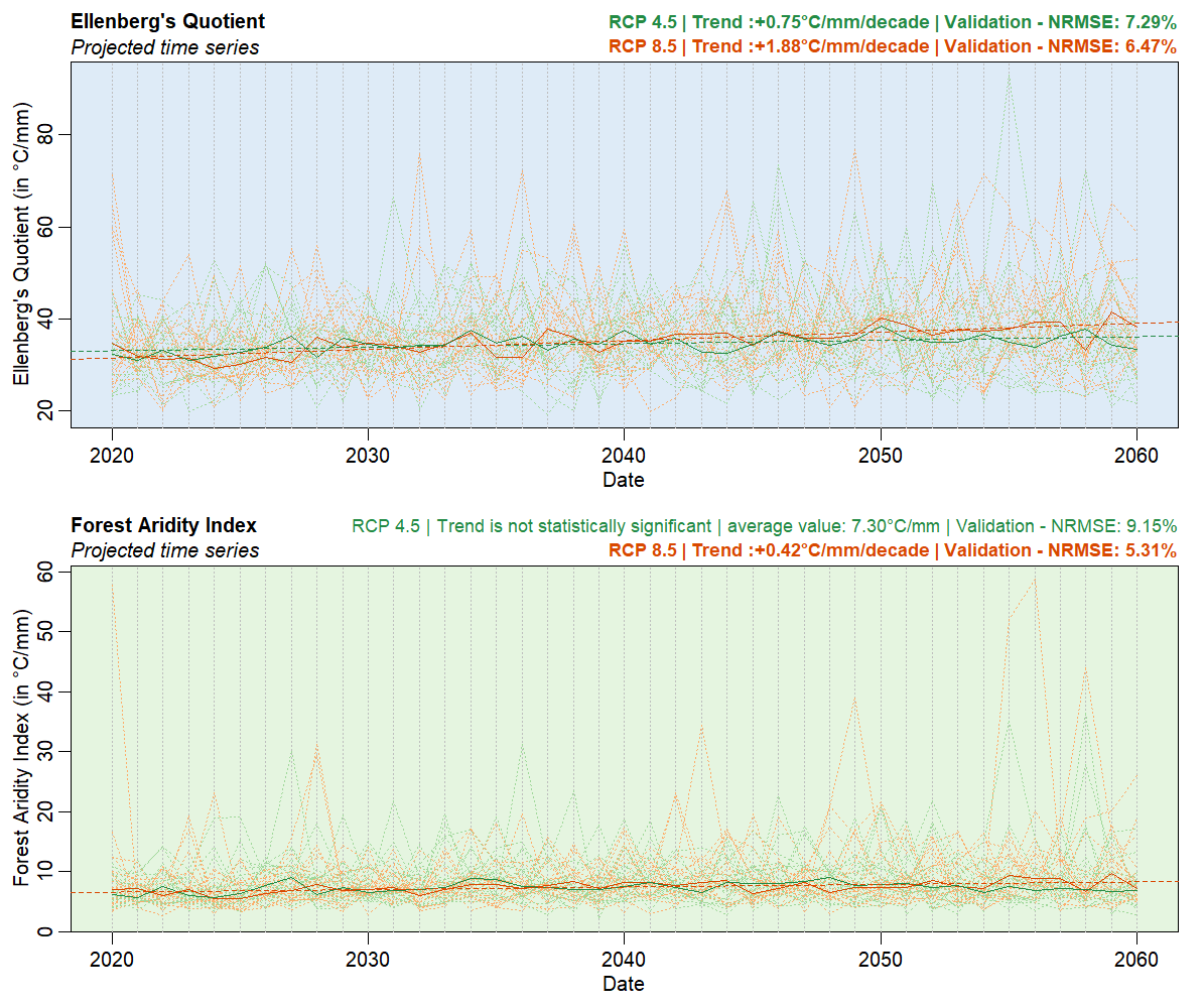 Ellenberg's Quotient
RCP 4.5 | Trend :+0.75°C/mm/decade | Validation - NRMSE: 7.29%
Projected time series
RCP 8.5 | Trend :+1.88°C/mm/decade | Validation - NRMSE: 6.47%
Ellenberg's Quotient (in °C/mm)
80
60
40
20
2020 2030 2040 2050 2060
Date
Forest Aridity Index
RCP 4.5 | Trend is not statistically significant | average value: 7.30°C/mm | Validation - NRMSE: 9.15%
Projected time series
RCP 8.5 | Trend :+0.42°C/mm/decade | Validation - NRMSE: 5.31%
Forest Aridity Index (in °C/mm)
60
50
40
30
20
10
0
2020 2030 2040 2050 2060
Date